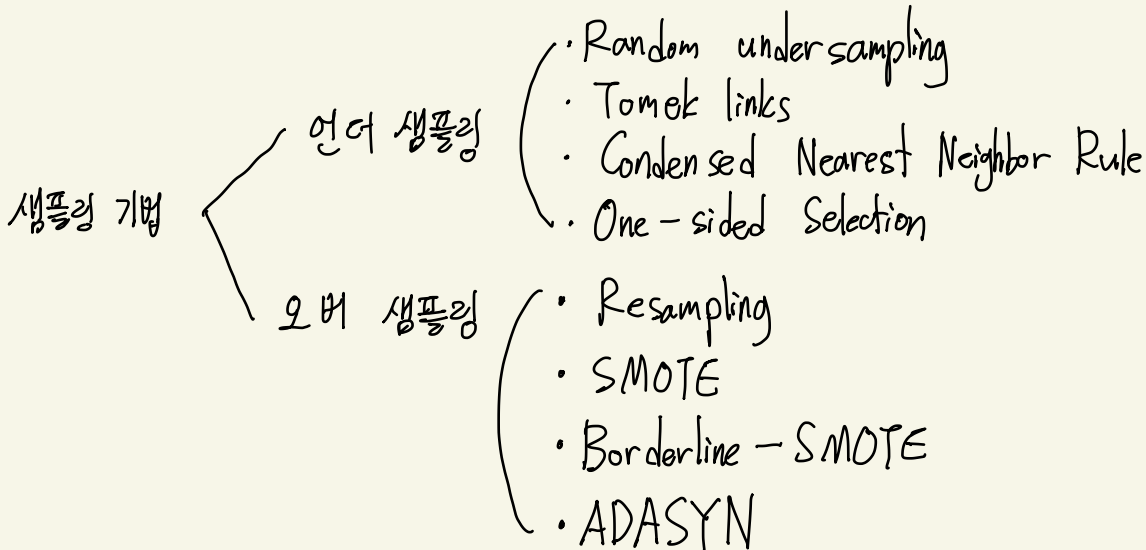 샘플링 기법
언더 샘플링
· Random undersampling
· Tomek links
· Condensed Nearest Neighbor Rule
· One-sided Selection
오버 샘플링
· Resampling
· SMOTE
· Borderline-SMOTE
· ADASYN